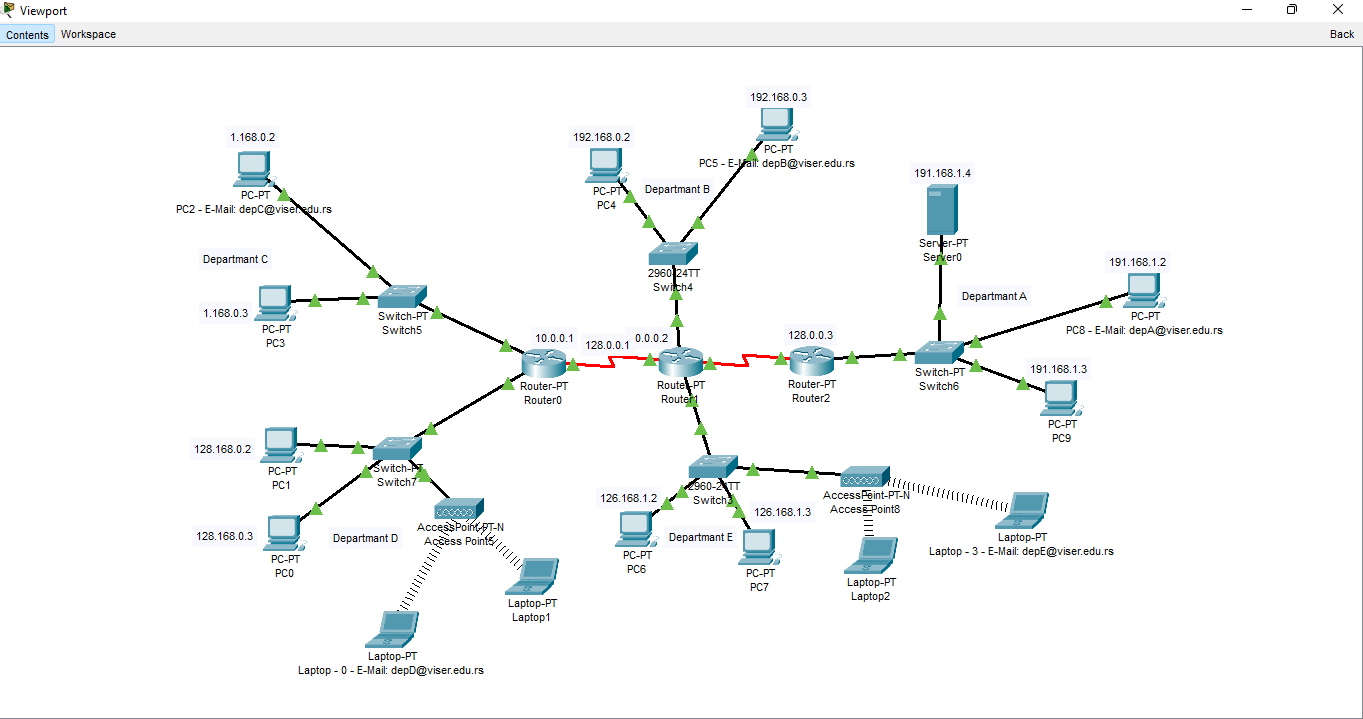 Viewport
Contents Workspace Back
192.168.0.3
PC-PT
PC5 - E-Mail: depB@viser.edu.rs
192.168.0.2
PC-PT
PC4
Departmant B
2960-24TT
Switch4
1.168.0.2
PC-PT
PC2 - E-Mail: depC@viser.edu.rs
Departmant C
1.168.0.3
PC-PT
PC3
Switch-PT
Switch5
191.168.1.4
Server-PT
Server0
Departmant A
191.168.1.2
PC-PT
PC8 - E-Mail: depA@viser.edu.rs
191.168.1.3
PC-PT
PC9
Switch-PT
Switch6
10.0.0.1
Router-PT
Router0
128.0.0.1
0.0.0.2
Router-PT
Router1
128.0.0.3
Router-PT
Router2
128.168.0.2
PC-PT
PC1
Switch-PT
Switch7
128.168.0.3
PC-PT
PC0
Departmant D
AccessPoint-PT-N
Access Point5
Laptop-PT
Laptop1
Laptop-PT
Laptop - 0 - E-Mail: depD@viser.edu.rs
2960-24TT
126.168.1.2
PC-PT
PC6
Departmant E
126.168.1.3
PC-PT
PC7
AccessPoint-PT-N
Access Point8
Laptop-PT
Laptop - 3 - E-Mail: depE@viser.edu.rs
Laptop-PT
Laptop2